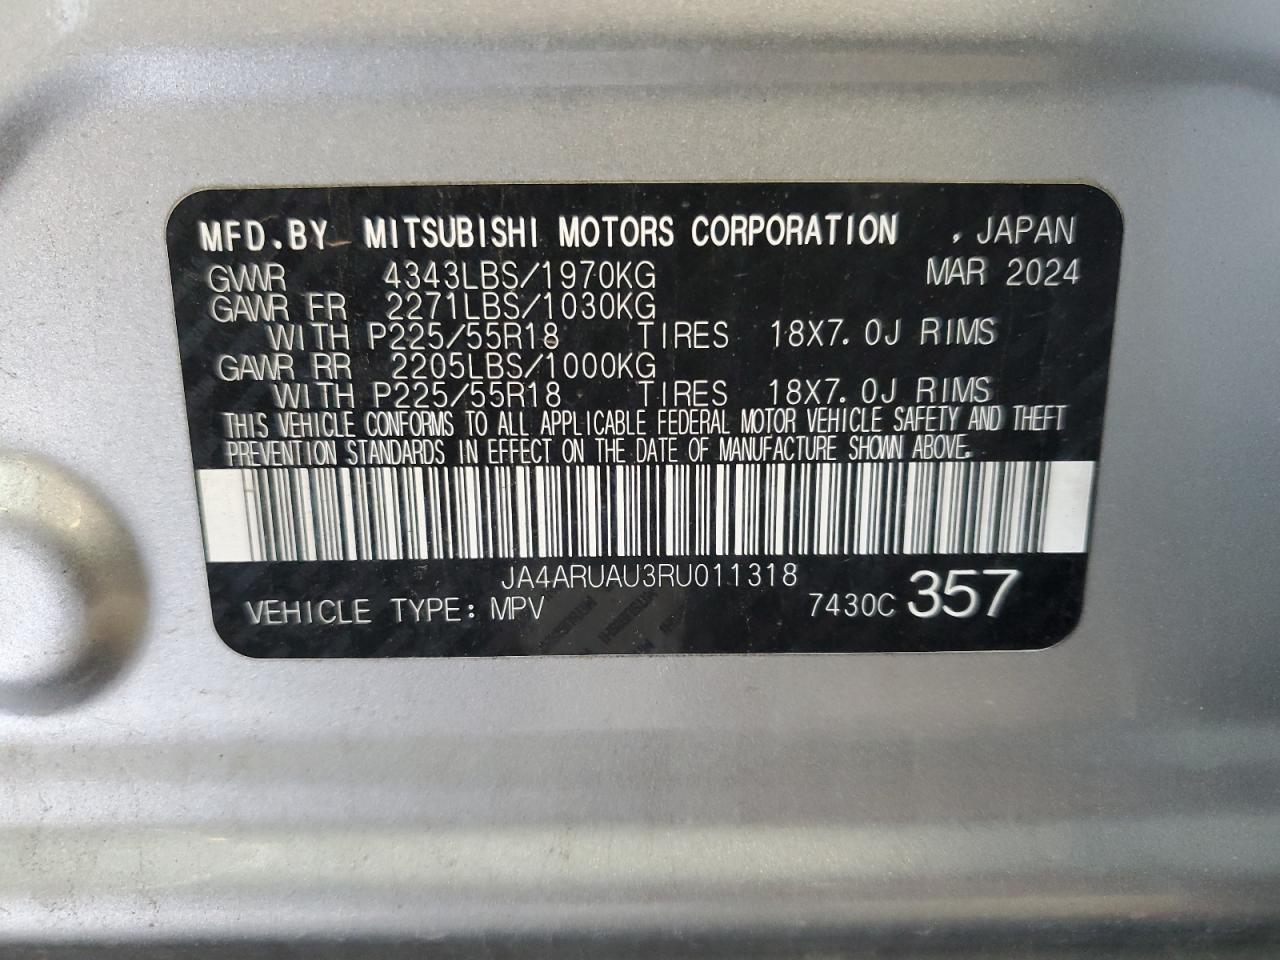 MFD.BY MITSUBISHI MOTORS CORPORATION , JAPAN
GVWR 4343LBS/1970KG MAR 2024
GAWR FR 2271LBS/1030KG
WITH P225/55R18 TIRES 18X7.0J RIMS
GAWR RR 2205LBS/1000KG
WITH P225/55R18 TIRES 18X7.0J RIMS
THIS VEHICLE CONFORMS TO ALL APPLICABLE FEDERAL MOTOR VEHICLE SAFETY AND THEFT
PREVENTION STANDARDS IN EFFECT ON THE DATE OF MANUFACTURE SHOWN ABOVE.
JA4ARUAU3RU011318
VEHICLE TYPE: MPV 7430C 357